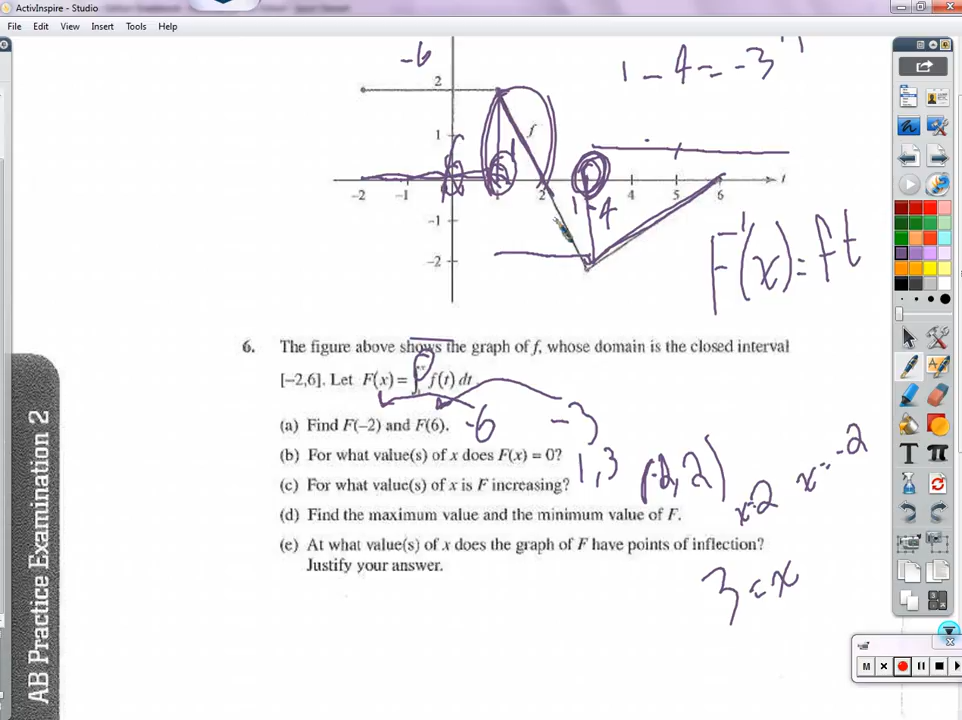 ActivInspire - Studio
File Edit View Insert Tools Help
-6
1 - 4 = -3
2
1
f
-2 -1 1 2 4 5 6 t
1 - 4
-1
-2
F'(x) = ft
6. The figure above shows the graph of f, whose domain is the closed interval
[−2,6]. Let F(x) = ∫ f(t) dt
(a) Find F(−2) and F(6). -6 -3
(b) For what value(s) of x does F(x) = 0? 1,3
(c) For what value(s) of x is F increasing? (-2, 2)
x=2 x=-2
(d) Find the maximum value and the minimum value of F.
(e) At what value(s) of x does the graph of F have points of inflection?
Justify your answer.
3 = x
AB Practice Examination 2
T π
M